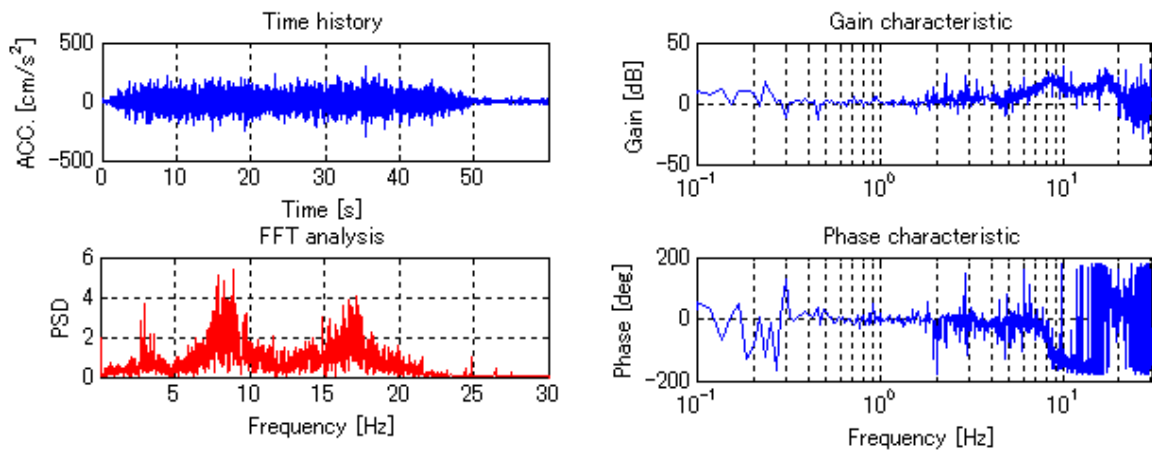 Time history
500
0
−500
ACC. [cm/s²]
0 10 20 30 40 50
Time [s]
Gain characteristic
50
0
−50
Gain [dB]
10⁻¹ 10⁰ 10¹
FFT analysis
6
4
2
0
PSD
5 10 15 20 25 30
Frequency [Hz]
Phase characteristic
200
0
−200
Phase [deg.]
10⁻¹ 10⁰ 10¹
Frequency [Hz]